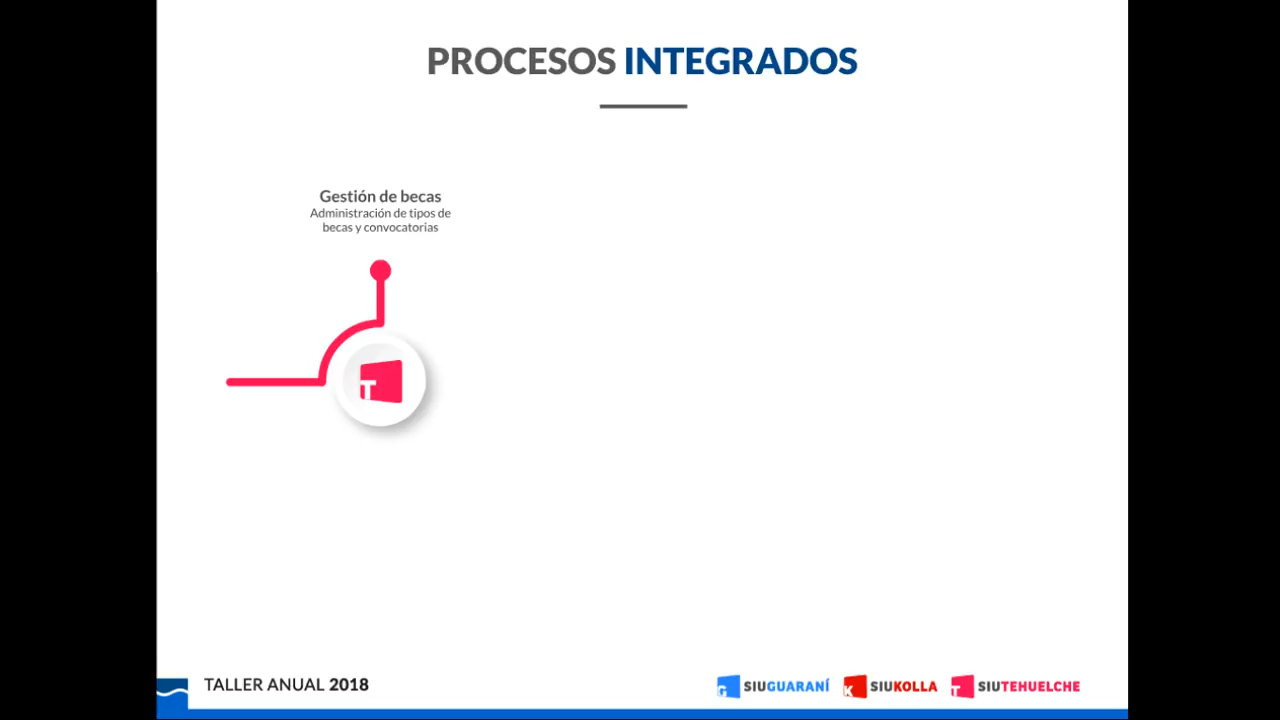 PROCESOS INTEGRADOS
Gestión de becas
Administración de tipos de
becas y convocatorias
T
TALLER ANUAL 2018
G SIUGUARANÍ K SIUKOLLA T SIUTEHUELCHE